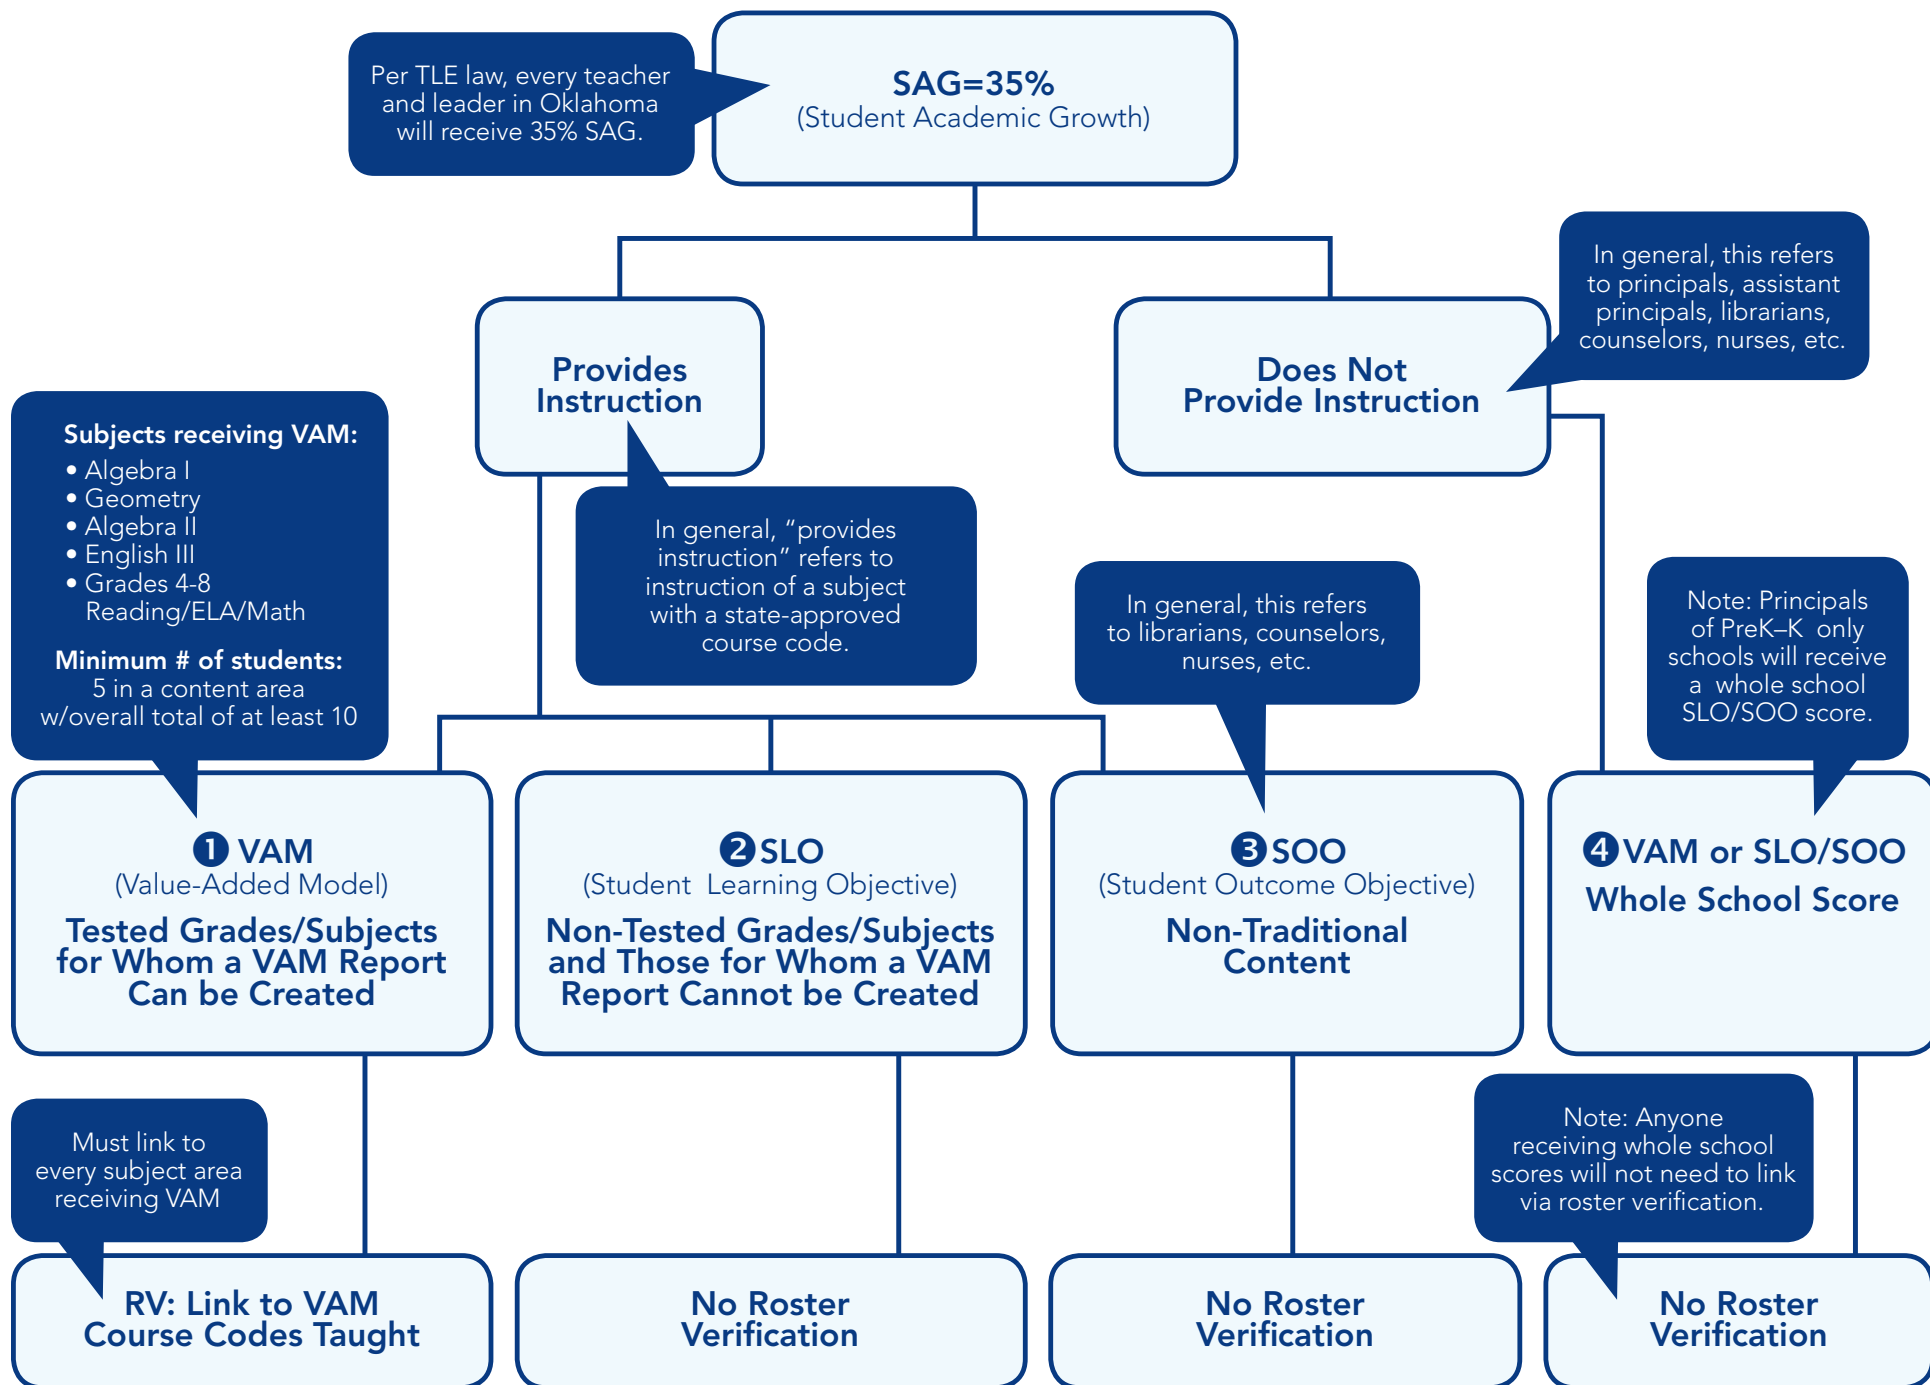 Per TLE law, every teacher
and leader in Oklahoma
will receive 35% SAG.
SAG=35%
(Student Academic Growth)
In general, this refers
to principals, assistant
principals, librarians,
counselors, nurses, etc.
Provides
Instruction
Does Not
Provide Instruction
Subjects receiving VAM:
• Algebra I
• Geometry
• Algebra II
• English III
• Grades 4-8
Reading/ELA/Math
Minimum # of students:
5 in a content area
w/overall total of at least 10
In general, “provides
instruction” refers to
instruction of a subject
with a state-approved
course code.
In general, this refers
to librarians, counselors,
nurses, etc.
Note: Principals
of PreK–K only
schools will receive
a whole school
SLO/SOO score.
❶ VAM
(Value-Added Model)
Tested Grades/Subjects
for Whom a VAM Report
Can be Created
❷ SLO
(Student Learning Objective)
Non-Tested Grades/Subjects
and Those for Whom a VAM
Report Cannot be Created
❸ SOO
(Student Outcome Objective)
Non-Traditional
Content
❹ VAM or SLO/SOO
Whole School Score
Must link to
every subject area
receiving VAM
Note: Anyone
receiving whole school
scores will not need to link
via roster verification.
RV: Link to VAM
Course Codes Taught
No Roster
Verification
No Roster
Verification
No Roster
Verification